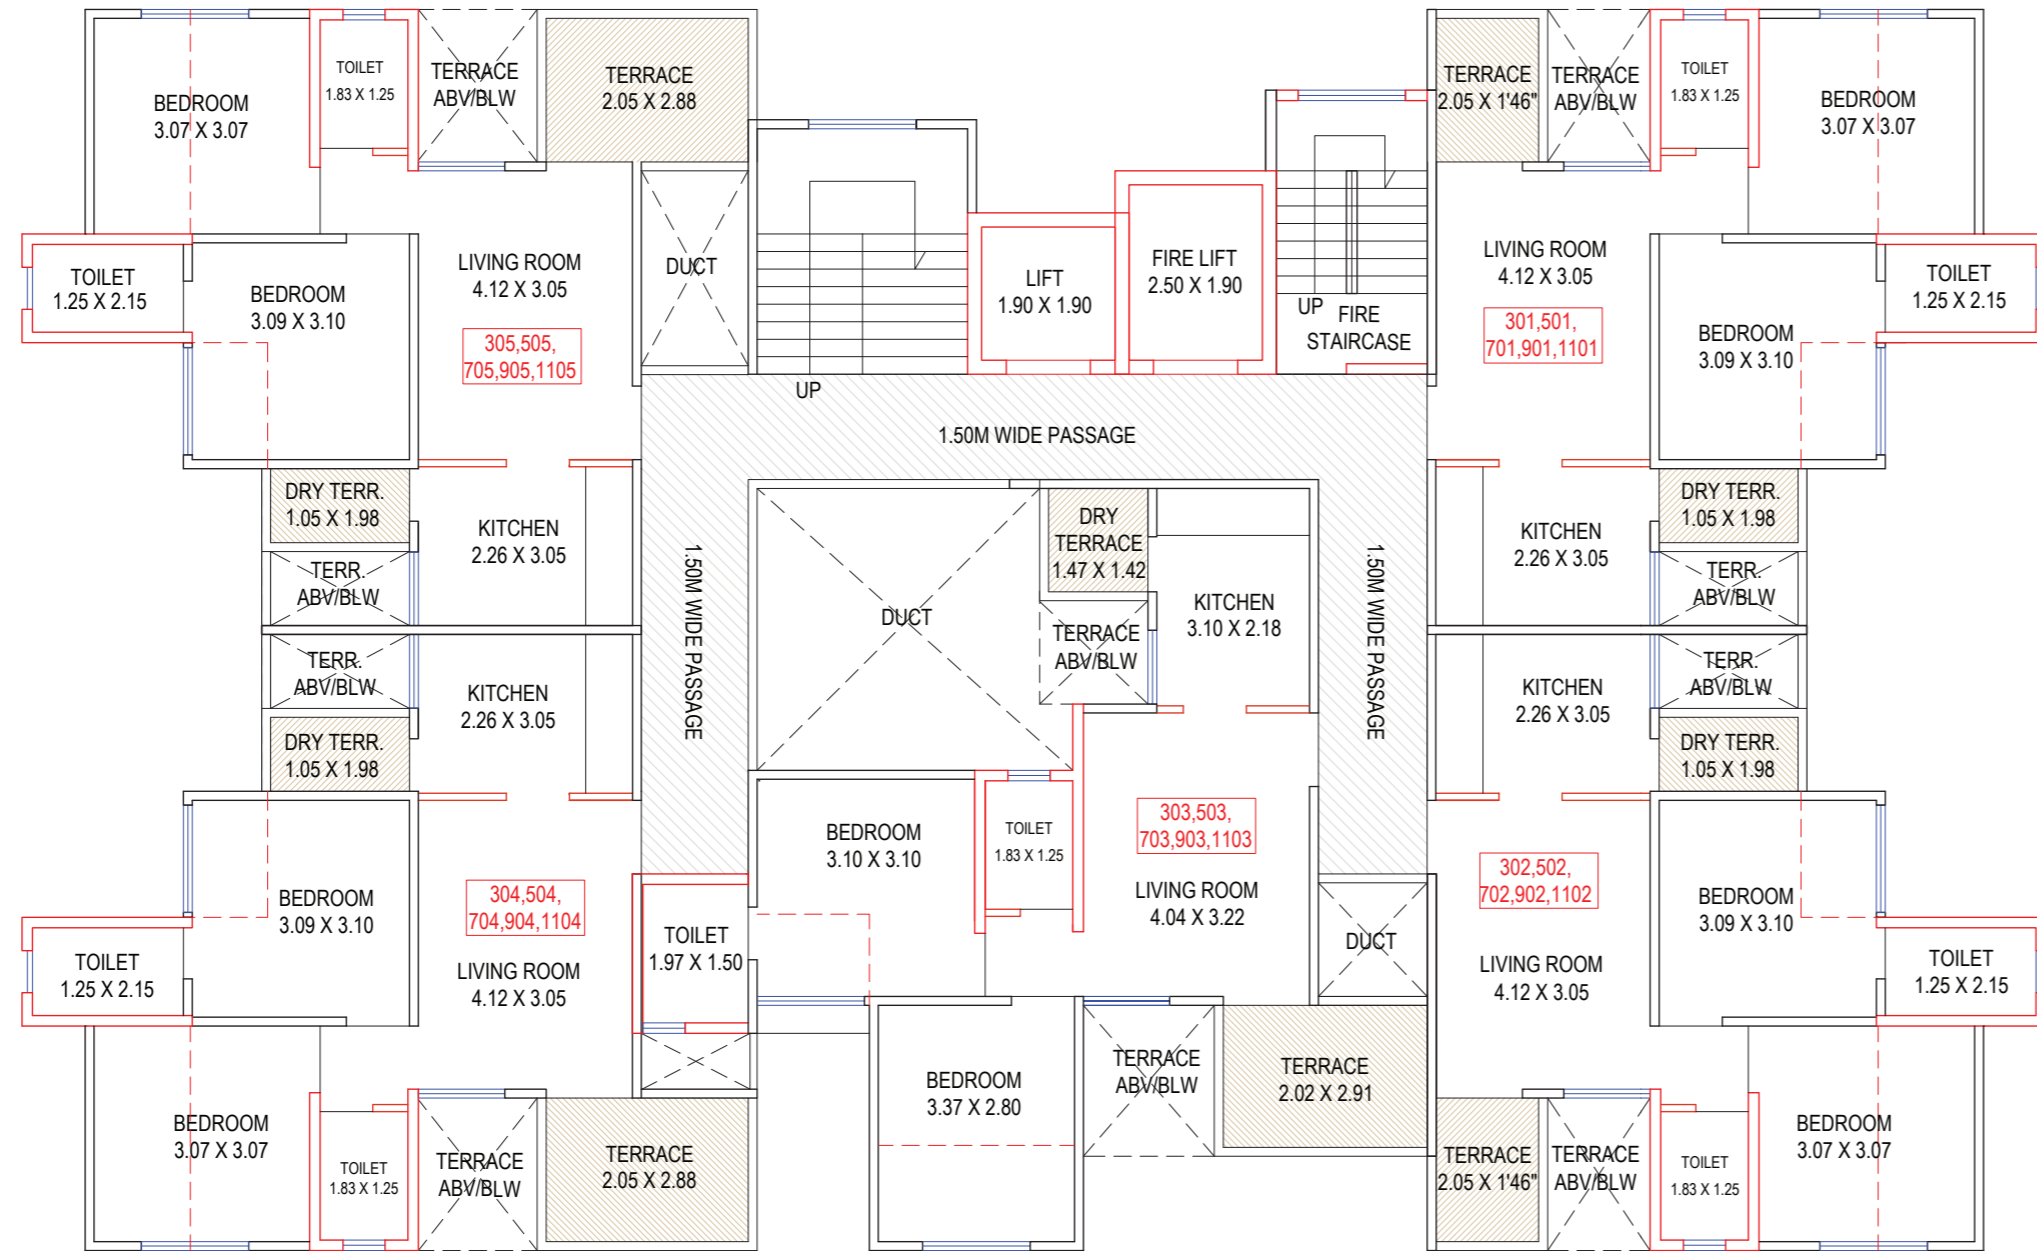 BEDROOM
3.07 X 3.07
TOILET
1.83 X 1.25
TERRACE
ABV/BLW
TERRACE
2.05 X 2.88
TERRACE
2.05 X 1'46"
TERRACE
ABV/BLW
TOILET
1.83 X 1.25
BEDROOM
3.07 X 3.07
TOILET
1.25 X 2.15
BEDROOM
3.09 X 3.10
LIVING ROOM
4.12 X 3.05
305,505,
705,905,1105
DUCT
UP
LIFT
1.90 X 1.90
FIRE LIFT
2.50 X 1.90
UP
FIRE
STAIRCASE
LIVING ROOM
4.12 X 3.05
301,501,
701,901,1101
BEDROOM
3.09 X 3.10
TOILET
1.25 X 2.15
1.50M WIDE PASSAGE
DRY TERR.
1.05 X 1.98
KITCHEN
2.26 X 3.05
TERR.
ABV/BLW
1.50M WIDE PASSAGE
DUCT
DRY
TERRACE
1.47 X 1.42
KITCHEN
3.10 X 2.18
TERRACE
ABV/BLW
1.50M WIDE PASSAGE
KITCHEN
2.26 X 3.05
DRY TERR.
1.05 X 1.98
TERR.
ABV/BLW
TERR.
ABV/BLW
KITCHEN
2.26 X 3.05
DRY TERR.
1.05 X 1.98
KITCHEN
2.26 X 3.05
TERR.
ABV/BLW
DRY TERR.
1.05 X 1.98
BEDROOM
3.09 X 3.10
304,504,
704,904,1104
LIVING ROOM
4.12 X 3.05
TOILET
1.25 X 2.15
TOILET
1.97 X 1.50
BEDROOM
3.10 X 3.10
TOILET
1.83 X 1.25
303,503,
703,903,1103
LIVING ROOM
4.04 X 3.22
DUCT
302,502,
702,902,1102
LIVING ROOM
4.12 X 3.05
BEDROOM
3.09 X 3.10
TOILET
1.25 X 2.15
BEDROOM
3.07 X 3.07
TOILET
1.83 X 1.25
TERRACE
ABV/BLW
TERRACE
2.05 X 2.88
BEDROOM
3.37 X 2.80
TERRACE
ABV/BLW
TERRACE
2.02 X 2.91
TERRACE
2.05 X 1'46"
TERRACE
ABV/BLW
TOILET
1.83 X 1.25
BEDROOM
3.07 X 3.07